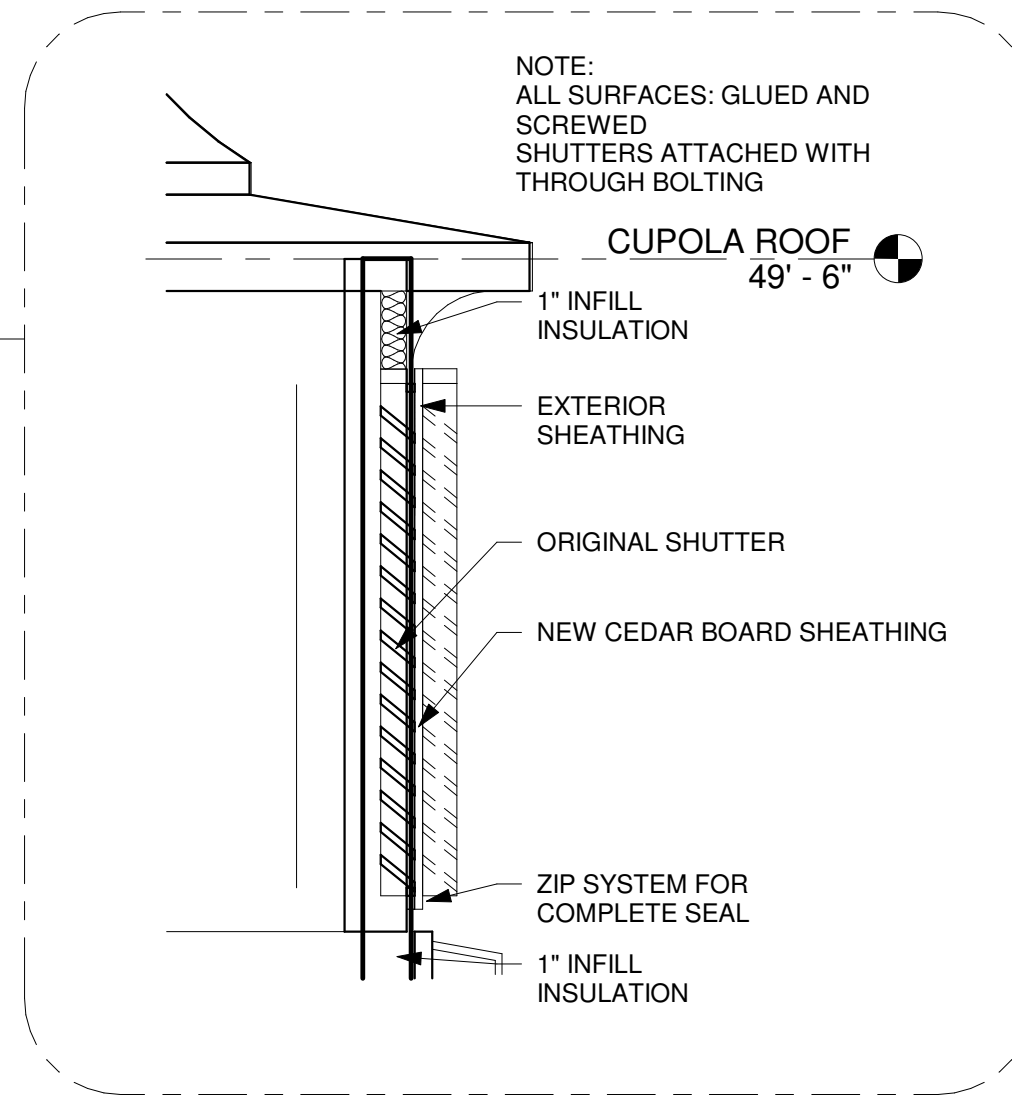 NOTE:
ALL SURFACES: GLUED AND
SCREWED
SHUTTERS ATTACHED WITH
THROUGH BOLTING
CUPOLA ROOF
49' - 6"
1" INFILL
INSULATION
EXTERIOR
SHEATHING
ORIGINAL SHUTTER
NEW CEDAR BOARD SHEATHING
ZIP SYSTEM FOR
COMPLETE SEAL
1" INFILL
INSULATION